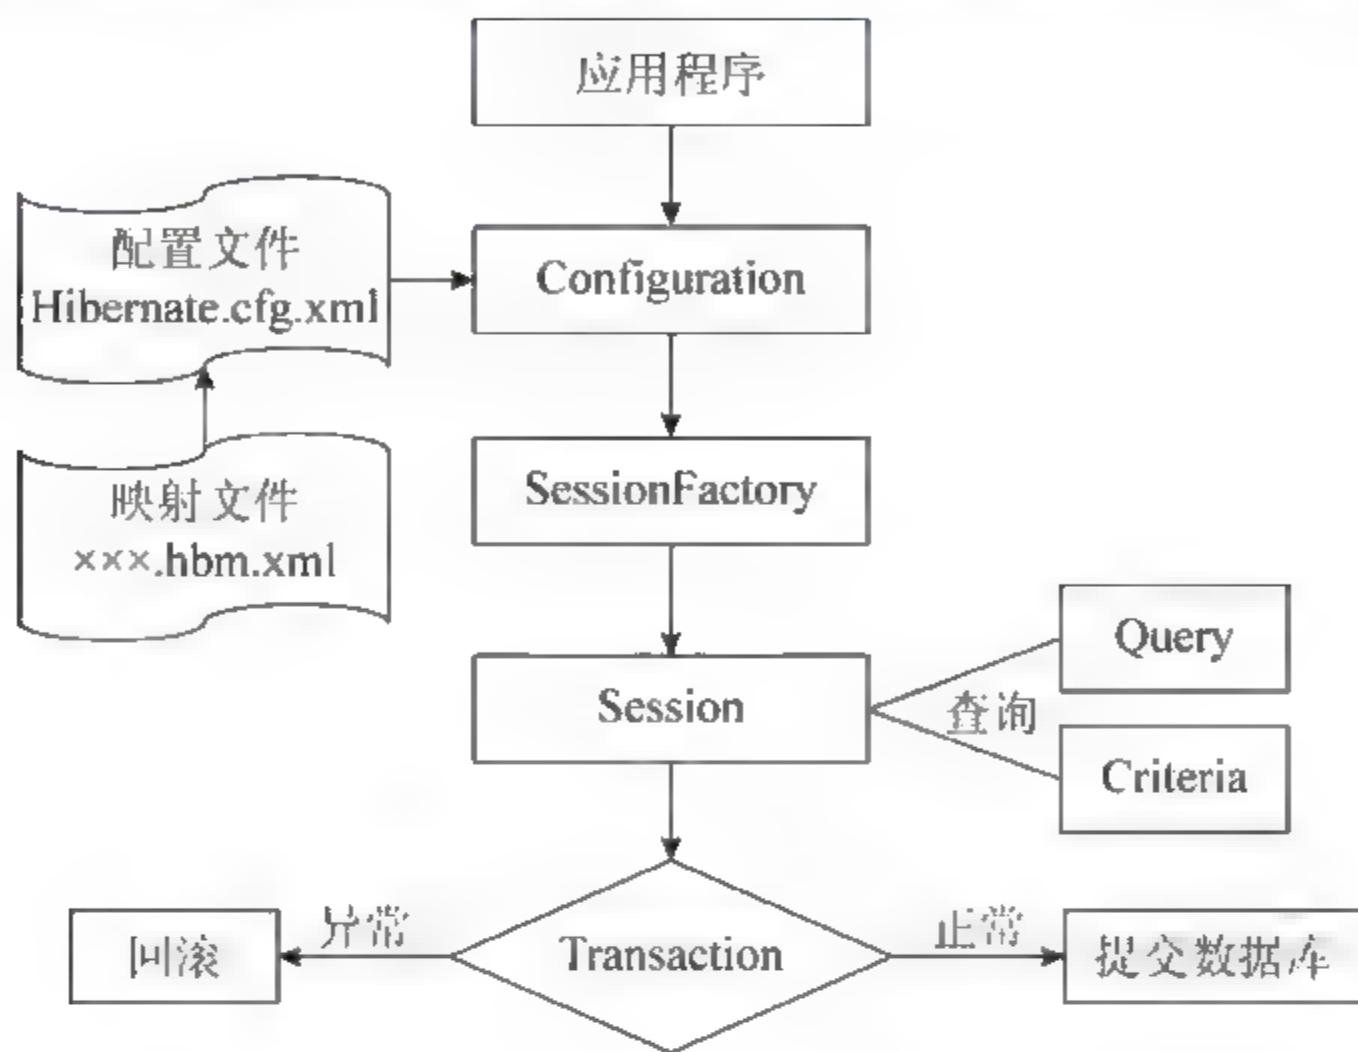 应用程序
配置文件
Hibernate.cfg.xml
Configuration
映射文件
×××.hbm.xml
SessionFactory
Session
查询
Query
Criteria
回滚
异常
Transaction
正常
提交数据库